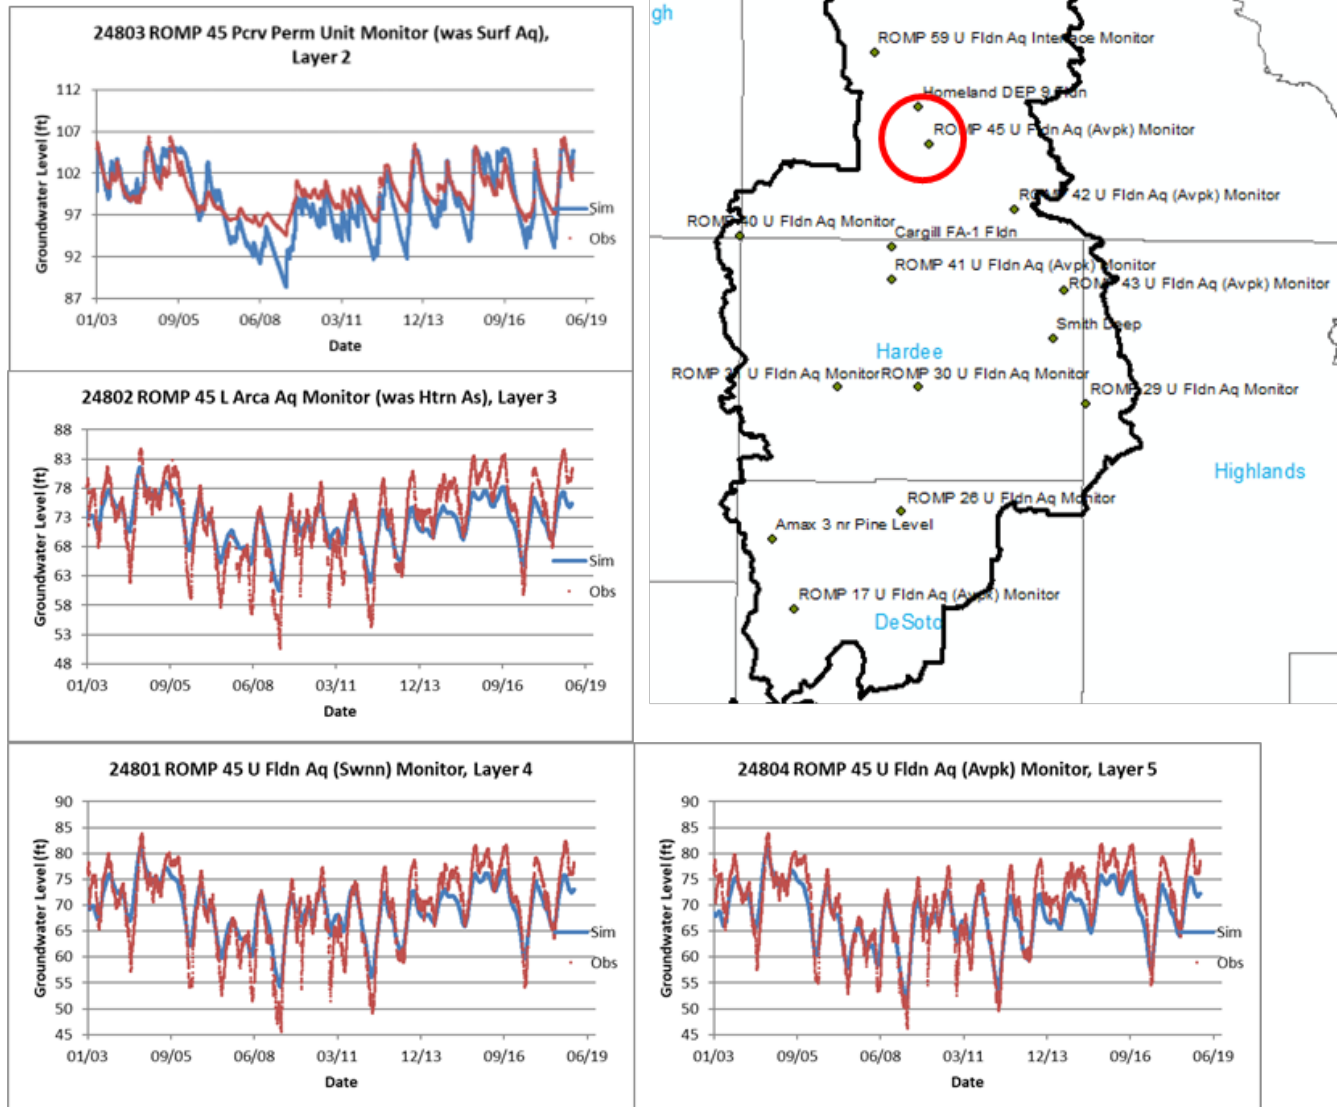 24803 ROMP 45 Pcrv Perm Unit Monitor (was Surf Aq),
Layer 2
Groundwater Level (ft)
112
107
102
97
92
87
01/03 09/05 06/08 03/11 12/13 09/16 06/19
Date
Sim
Obs
24802 ROMP 45 L Arca Aq Monitor (was Htrn As), Layer 3
Groundwater Level (ft)
88
83
78
73
68
63
58
53
48
01/03 09/05 06/08 03/11 12/13 09/16 06/19
Date
Sim
Obs
gh
ROMP 59 U Fldn Aq Interface Monitor
Homeland DEP 9 Fldn
ROMP 45 U Fldn Aq (Avpk) Monitor
ROMP 42 U Fldn Aq (Avpk) Monitor
ROMP 40 U Fldn Aq Monitor
Cargill FA-1 Fldn
ROMP 41 U Fldn Aq (Avpk) Monitor
ROMP 43 U Fldn Aq (Avpk) Monitor
Smith Deep
Hardee
U Fldn Aq Monitor
ROMP 30 U Fldn Aq Monitor
ROMP 29 U Fldn Aq Monitor
Highlands
ROMP 26 U Fldn Aq Monitor
Amax 3 nr Pine Level
ROMP 17 U Fldn Aq (Avpk) Monitor
DeSoto
24801 ROMP 45 U Fldn Aq (Swnn) Monitor, Layer 4
Groundwater Level (ft)
90
85
80
75
70
65
60
55
50
45
01/03 09/05 06/08 03/11 12/13 09/16 06/19
Date
Sim
Obs
24804 ROMP 45 U Fldn Aq (Avpk) Monitor, Layer 5
Groundwater Level (ft)
90
85
80
75
70
65
60
55
50
45
01/03 09/05 06/08 03/11 12/13 09/16 06/19
Date
Sim
Obs